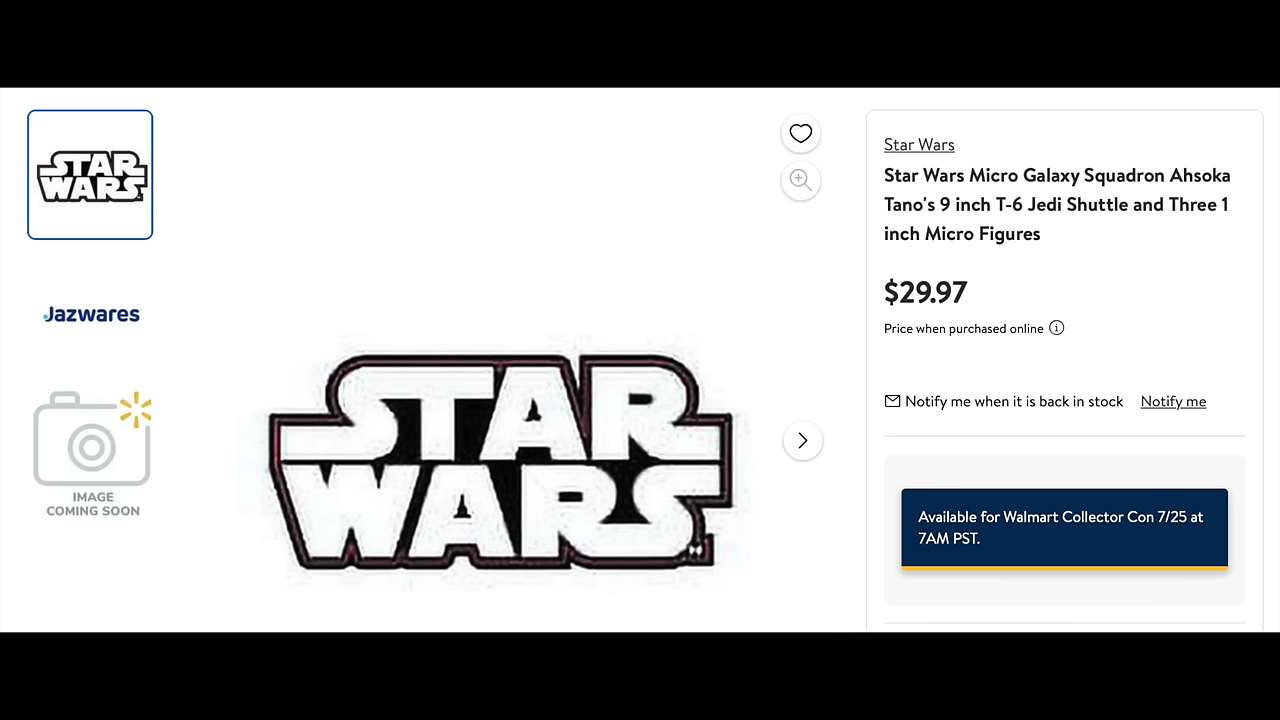 STAR
WARS
Jazwares
IMAGE
COMING SOON
STAR
WARS
Star Wars
Star Wars Micro Galaxy Squadron Ahsoka
Tano's 9 inch T-6 Jedi Shuttle and Three 1
inch Micro Figures
$29.97
Price when purchased online
Notify me when it is back in stock Notify me
Available for Walmart Collector Con 7/25 at
7AM PST.